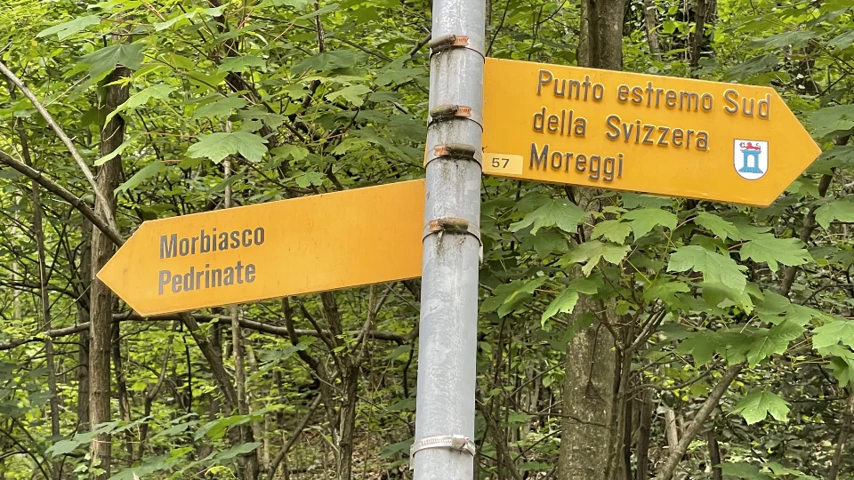 Morbiasco
Pedrinate
Punto estremo Sud
della Svizzera
57
Moreggi